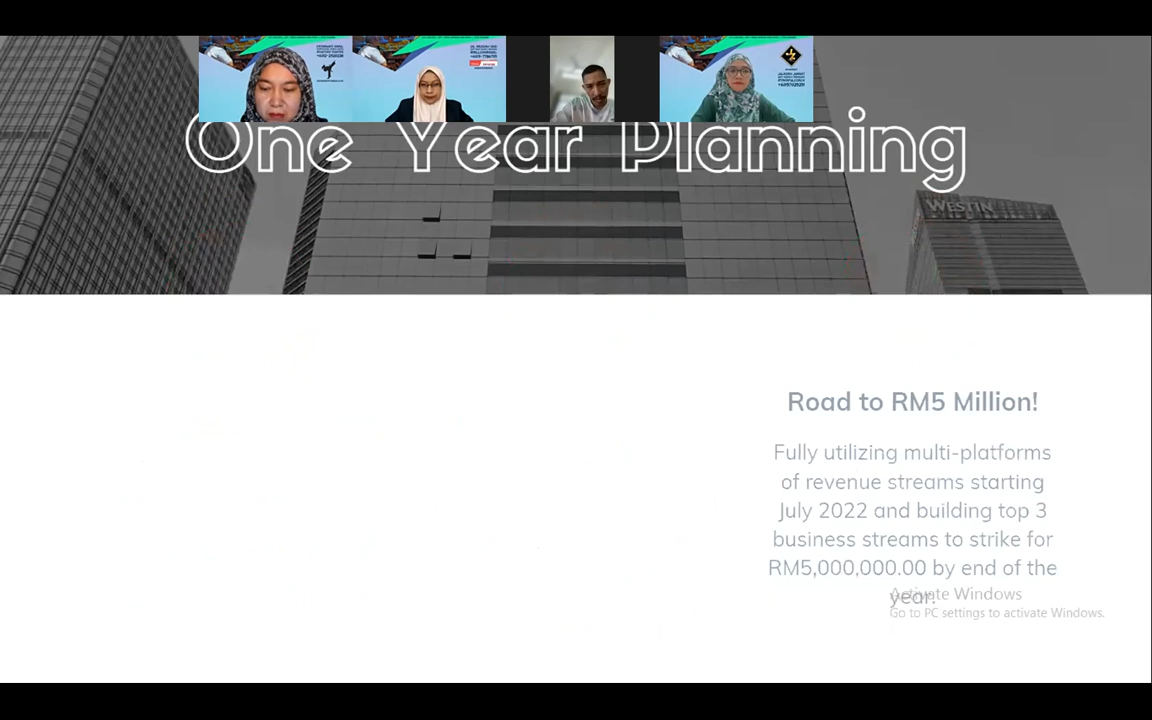 One Year Planning
WESTIN
Road to RM5 Million!
Fully utilizing multi-platforms
of revenue streams starting
July 2022 and building top 3
business streams to strike for
RM5,000,000.00 by end of the
year.
Activate Windows
Go to PC settings to activate Windows.